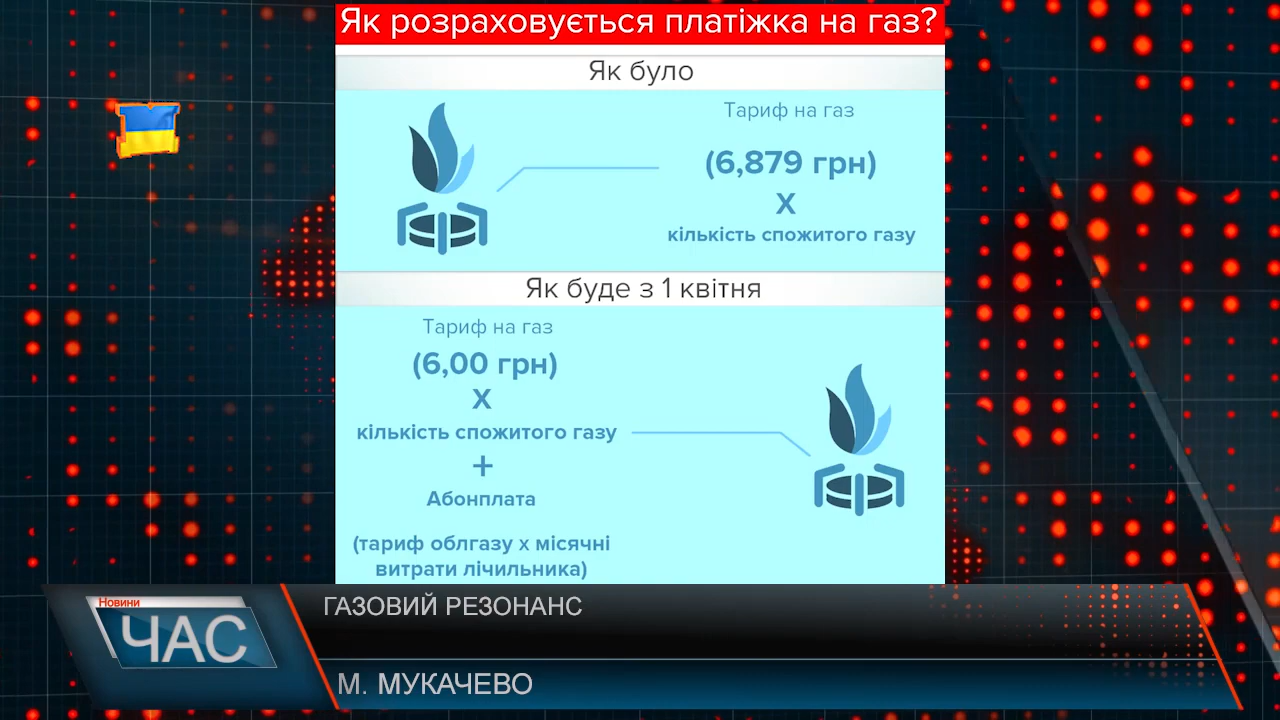 Як розраховується платіжка на газ?
Як було
Тариф на газ
(6,879 грн)
Х
кількість спожитого газу
Як буде з 1 квітня
Тариф на газ
(6,00 грн)
Х
кількість спожитого газу
+
Абонплата
(тариф облгазу х місячні
витрати лічильника)
Новини
ЧАС
ГАЗОВИЙ РЕЗОНАНС
М. МУКАЧЕВО